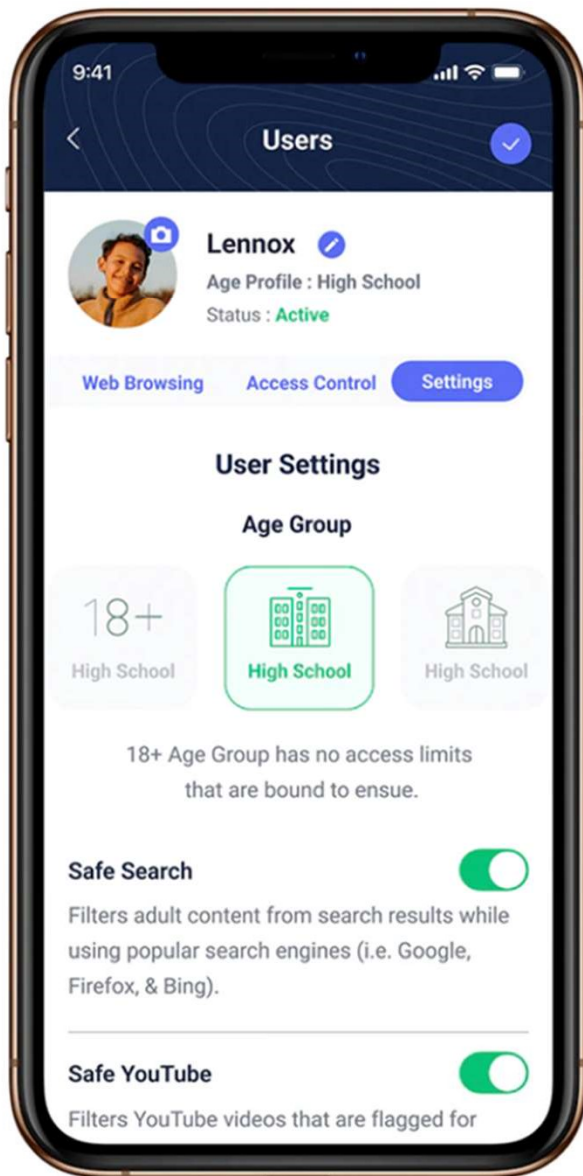 9:41
Users
Lennox
Age Profile : High School
Status : Active
Web Browsing Access Control Settings
User Settings
Age Group
18+
High School High School High School
18+ Age Group has no access limits
that are bound to ensue.
Safe Search
Filters adult content from search results while
using popular search engines (i.e. Google,
Firefox, & Bing).
Safe YouTube
Filters YouTube videos that are flagged for